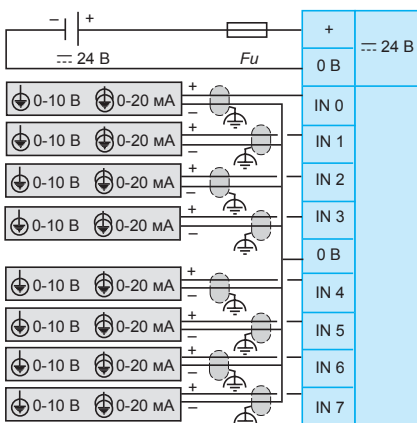 − +
+
24 В Fu 24 В
0 В
0-10 В 0-20 мА + − IN 0
0-10 В 0-20 мА + − IN 1
0-10 В 0-20 мА + − IN 2
0-10 В 0-20 мА + − IN 3
0 В
0-10 В 0-20 мА + − IN 4
0-10 В 0-20 мА + − IN 5
0-10 В 0-20 мА + − IN 6
0-10 В 0-20 мА + − IN 7